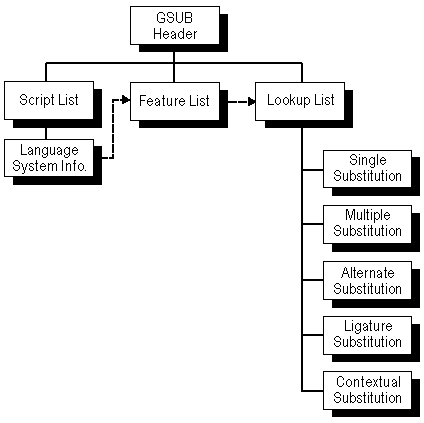 GSUB
Header
Script List
Feature List
Lookup List
Language
System Info.
Single
Substitution
Multiple
Substitution
Alternate
Substitution
Ligature
Substitution
Contextual
Substitution